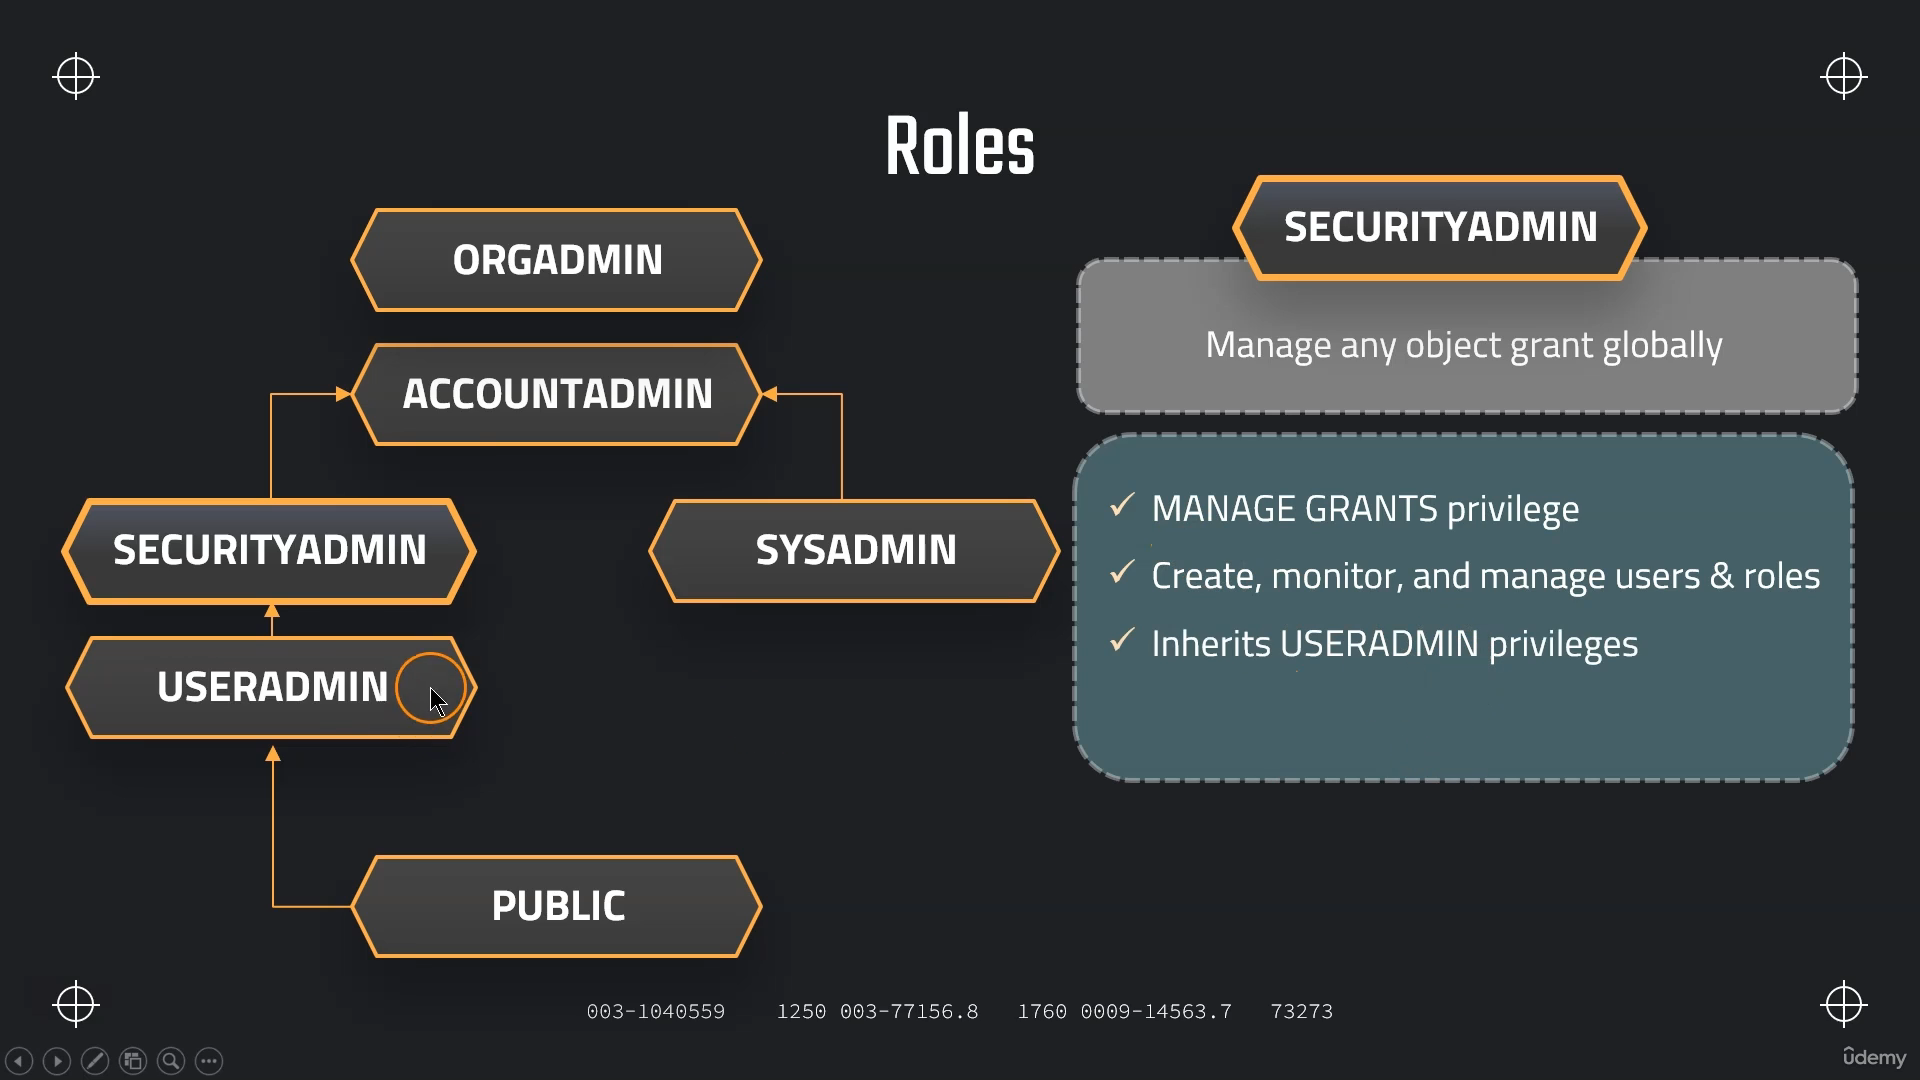 Roles
ORGADMIN
ACCOUNTADMIN
SECURITYADMIN
SYSADMIN
USERADMIN
PUBLIC
SECURITYADMIN
Manage any object grant globally
✓ MANAGE GRANTS privilege
✓ Create, monitor, and manage users & roles
✓ Inherits USERADMIN privileges
003-1040559 1250 003-77156.8 1760 0009-14563.7 73273
ûdemy